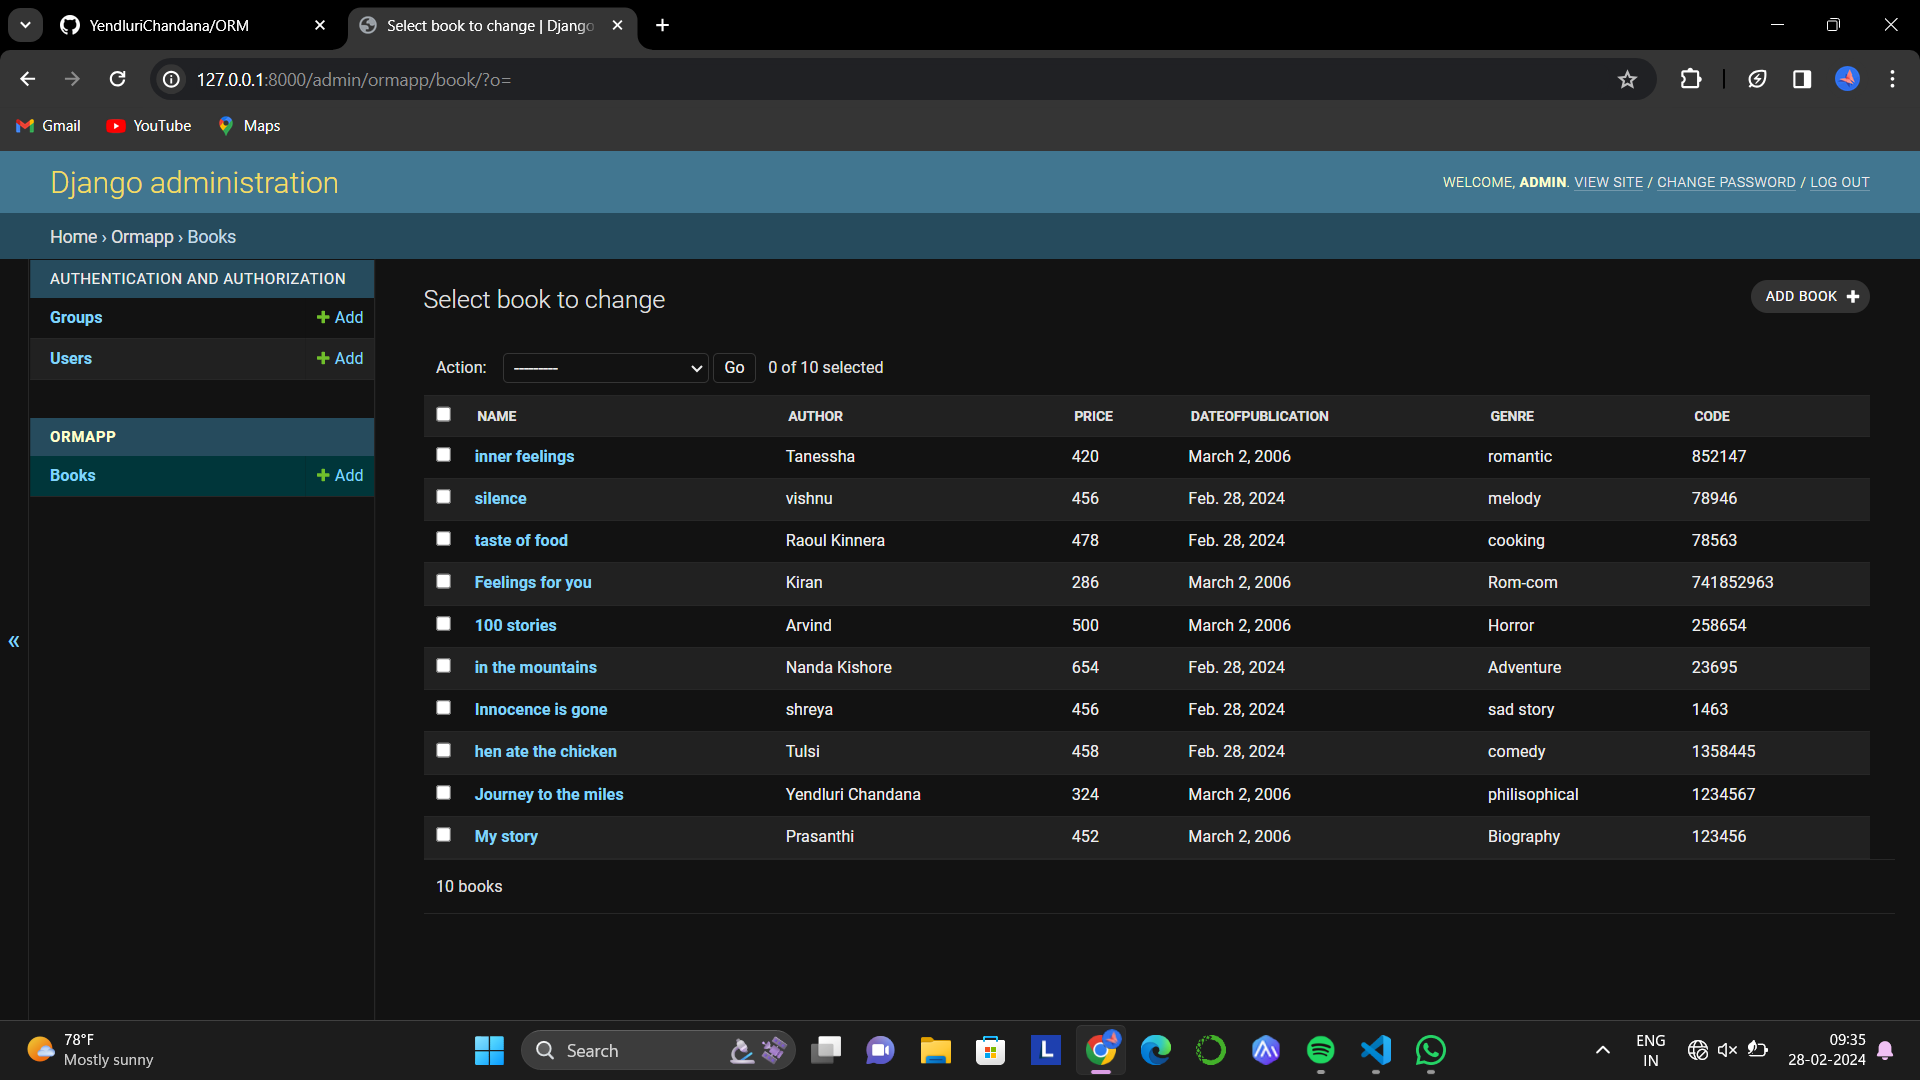 YendluriChandana/ORM
Select book to change | Django
127.0.0.1:8000/admin/ormapp/book/?o=
Gmail YouTube Maps
Django administration
WELCOME, ADMIN. VIEW SITE / CHANGE PASSWORD / LOG OUT
Home › Ormapp › Books
AUTHENTICATION AND AUTHORIZATION
Groups Add
Users Add
ORMAPP
Books Add
«
Select book to change
ADD BOOK
Action: --------- Go 0 of 10 selected
NAME AUTHOR PRICE DATEOFPUBLICATION GENRE CODE
inner feelings Tanessha 420 March 2, 2006 romantic 852147
silence vishnu 456 Feb. 28, 2024 melody 78946
taste of food Raoul Kinnera 478 Feb. 28, 2024 cooking 78563
Feelings for you Kiran 286 March 2, 2006 Rom-com 741852963
100 stories Arvind 500 March 2, 2006 Horror 258654
in the mountains Nanda Kishore 654 Feb. 28, 2024 Adventure 23695
Innocence is gone shreya 456 Feb. 28, 2024 sad story 1463
hen ate the chicken Tulsi 458 Feb. 28, 2024 comedy 1358445
Journey to the miles Yendluri Chandana 324 March 2, 2006 philisophical 1234567
My story Prasanthi 452 March 2, 2006 Biography 123456
10 books
78°F
Mostly sunny
Search
L
ENG
IN
09:35
28-02-2024